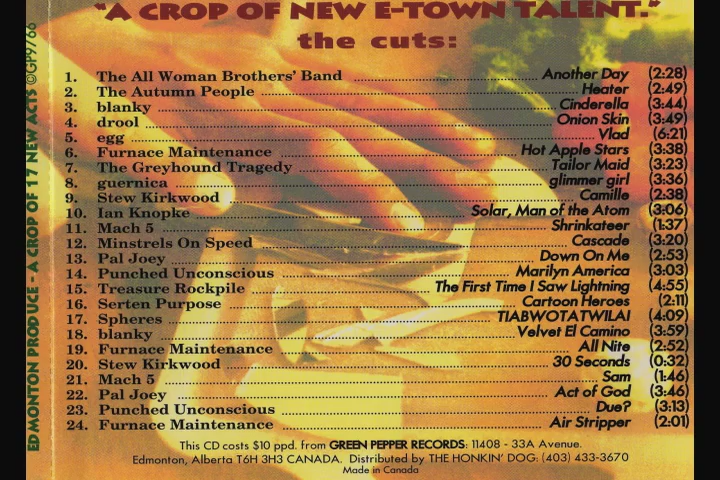 "A CROP OF NEW E-TOWN TALENT."
the cuts:
1. The All Woman Brothers' Band ........ Another Day (2:28)
2. The Autumn People ........ Heater (2:49)
3. blanky ........ Cinderella (3:44)
4. drool ........ Onion Skin (3:49)
5. egg ........ Vlad (6:21)
6. Furnace Maintenance ........ Hot Apple Stars (3:38)
7. The Greyhound Tragedy ........ Tailor Maid (3:23)
8. guernica ........ glimmer girl (3:36)
9. Stew Kirkwood ........ Camille (2:38)
10. Ian Knopke ........ Solar, Man of the Atom (3:06)
11. Mach 5 ........ Shrinkateer (1:37)
12. Minstrels On Speed ........ Cascade (3:20)
13. Pal Joey ........ Down On Me (2:53)
14. Punched Unconscious ........ Marilyn America (3:03)
15. Treasure Rockpile ........ The First Time I Saw Lightning (4:55)
16. Serten Purpose ........ Cartoon Heroes (2:11)
17. Spheres ........ TIABWOTATWILAI (4:09)
18. blanky ........ Velvet El Camino (3:59)
19. Furnace Maintenance ........ All Nite (2:52)
20. Stew Kirkwood ........ 30 Seconds (0:32)
21. Mach 5 ........ Sam (1:46)
22. Pal Joey ........ Act of God (3:46)
23. Punched Unconscious ........ Due? (3:13)
24. Furnace Maintenance ........ Air Stripper (2:01)
This CD costs $10 ppd. from GREEN PEPPER RECORDS: 11408 - 33A Avenue.
Edmonton, Alberta T6H 3H3 CANADA. Distributed by THE HONKIN' DOG: (403) 433-3670
Made in Canada
EDMONTON PRODUCE - A CROP OF 17 NEW ACTS ©GP9766